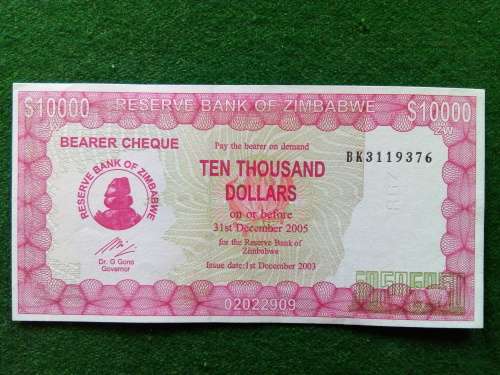 $10000 RESERVE BANK OF ZIMBABWE $10000
ZW ZW
BEARER CHEQUE
Pay the bearer on demand
BK3119376
TEN THOUSAND
DOLLARS
on or before
31st December 2005
for the Reserve Bank of
Zimbabwe
Issue date:1st December 2003
RESERVE BANK OF ZIMBABWE
Dr. G Gono
Governor
02022909